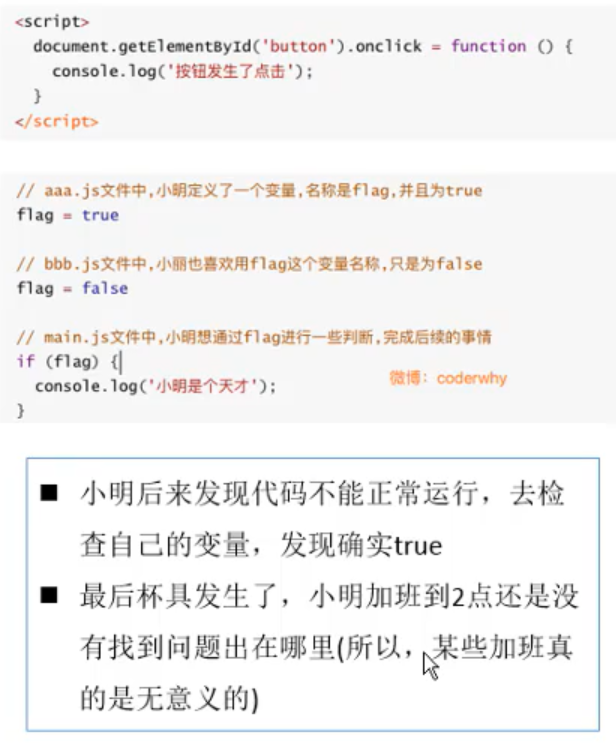 <script>
document.getElementById('button').onclick = function () {
console.log('按钮发生了点击');
}
</script>
// aaa.js文件中,小明定义了一个变量,名称是flag,并且为true
flag = true
// bbb.js文件中,小丽也喜欢用flag这个变量名称,只是为false
flag = false
// main.js文件中,小明想通过flag进行一些判断,完成后续的事情
if (flag) {
console.log('小明是个天才');
微博：coderwhy
}
■ 小明后来发现代码不能正常运行，去检
查自己的变量，发现确实true
■ 最后杯具发生了，小明加班到2点还是没
有找到问题出在哪里(所以，某些加班真
的是无意义的)